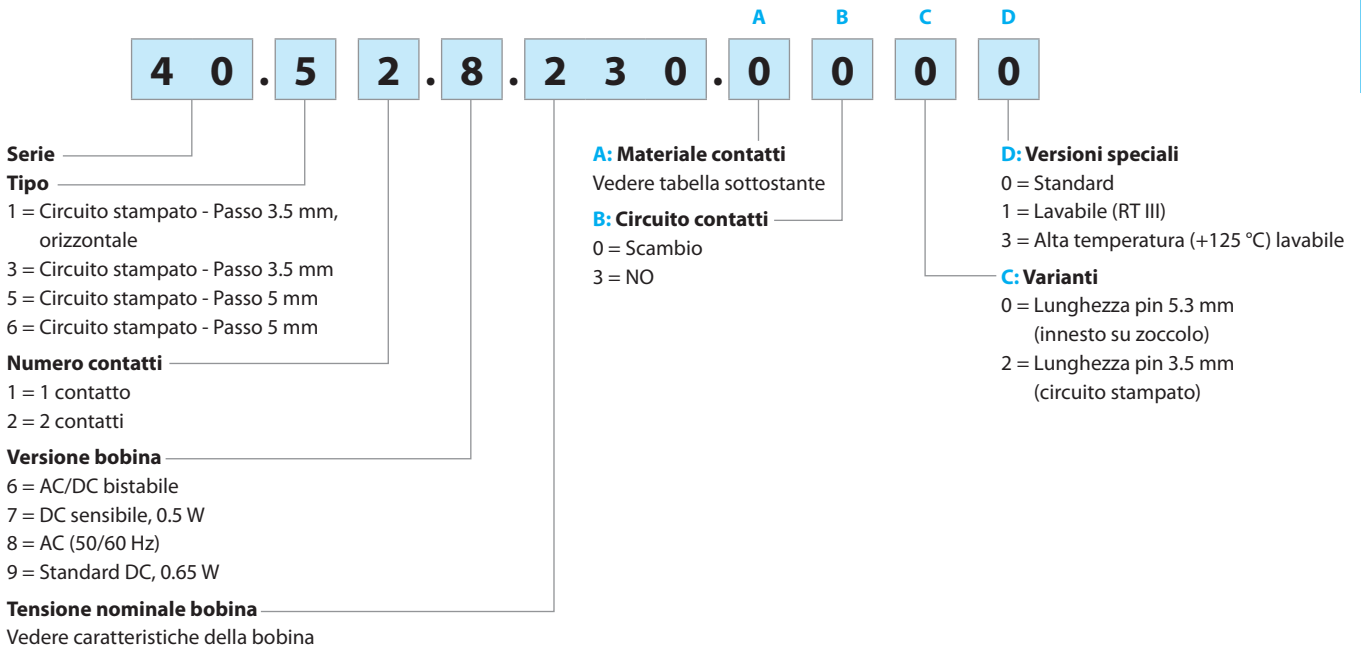 A B C D
4 0 . 5 2 . 8 . 2 3 0 . 0 0 0 0
Serie
Tipo
1 = Circuito stampato - Passo 3.5 mm,
orizzontale
3 = Circuito stampato - Passo 3.5 mm
5 = Circuito stampato - Passo 5 mm
6 = Circuito stampato - Passo 5 mm
Numero contatti
1 = 1 contatto
2 = 2 contatti
Versione bobina
6 = AC/DC bistabile
7 = DC sensibile, 0.5 W
8 = AC (50/60 Hz)
9 = Standard DC, 0.65 W
Tensione nominale bobina
Vedere caratteristiche della bobina
A: Materiale contatti
Vedere tabella sottostante
B: Circuito contatti
0 = Scambio
3 = NO
D: Versioni speciali
0 = Standard
1 = Lavabile (RT III)
3 = Alta temperatura (+125 °C) lavabile
C: Varianti
0 = Lunghezza pin 5.3 mm
(innesto su zoccolo)
2 = Lunghezza pin 3.5 mm
(circuito stampato)